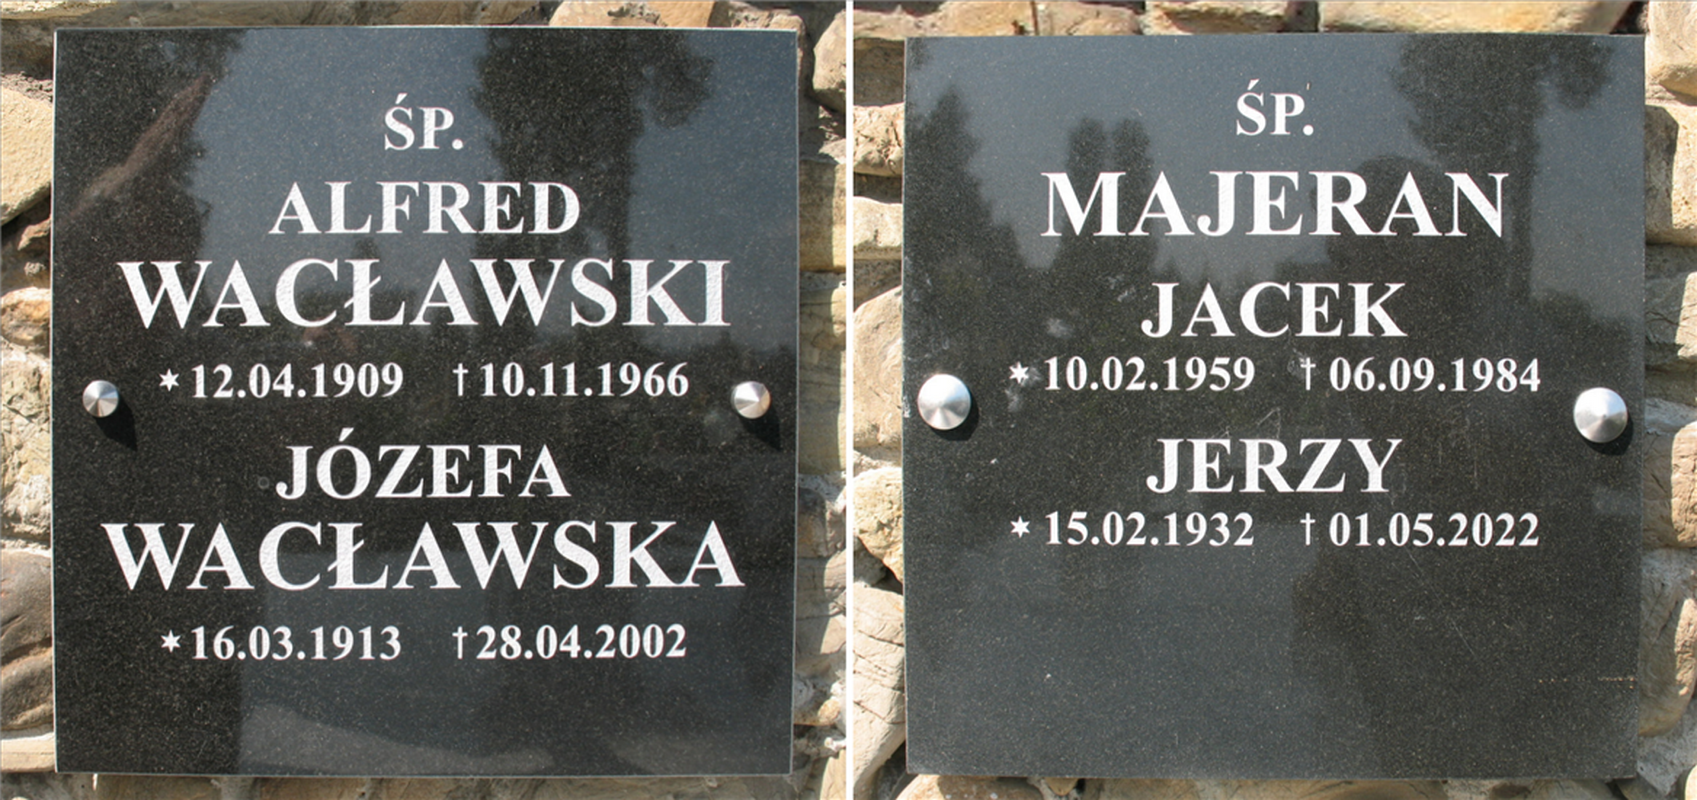 ŚP.
ALFRED
WACŁAWSKI
✶12.04.1909 †10.11.1966
JÓZEFA
WACŁAWSKA
✶16.03.1913 †28.04.2002
ŚP.
MAJERAN
JACEK
✶10.02.1959 †06.09.1984
JERZY
✶15.02.1932 †01.05.2022